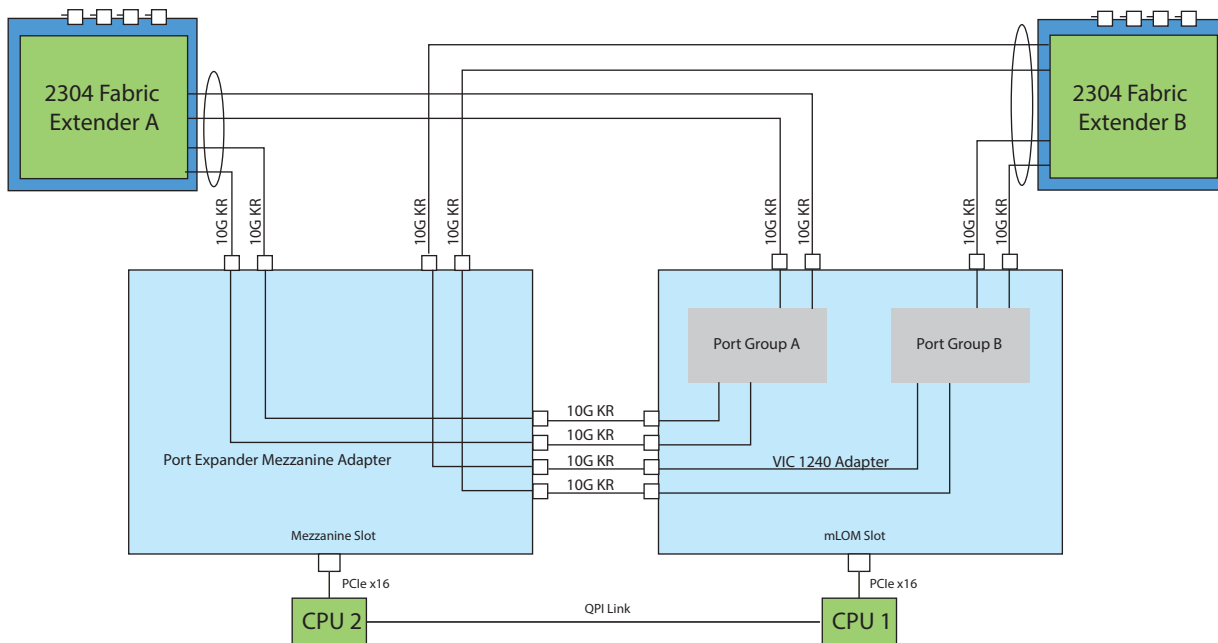 2304 Fabric
Extender A
2304 Fabric
Extender B
10G KR
10G KR
10G KR
10G KR
10G KR
10G KR
10G KR
10G KR
Port Group A
Port Group B
10G KR
10G KR
10G KR
10G KR
Port Expander Mezzanine Adapter
VIC 1240 Adapter
Mezzanine Slot
mLOM Slot
PCIe x16
PCIe x16
CPU 2
QPI Link
CPU 1